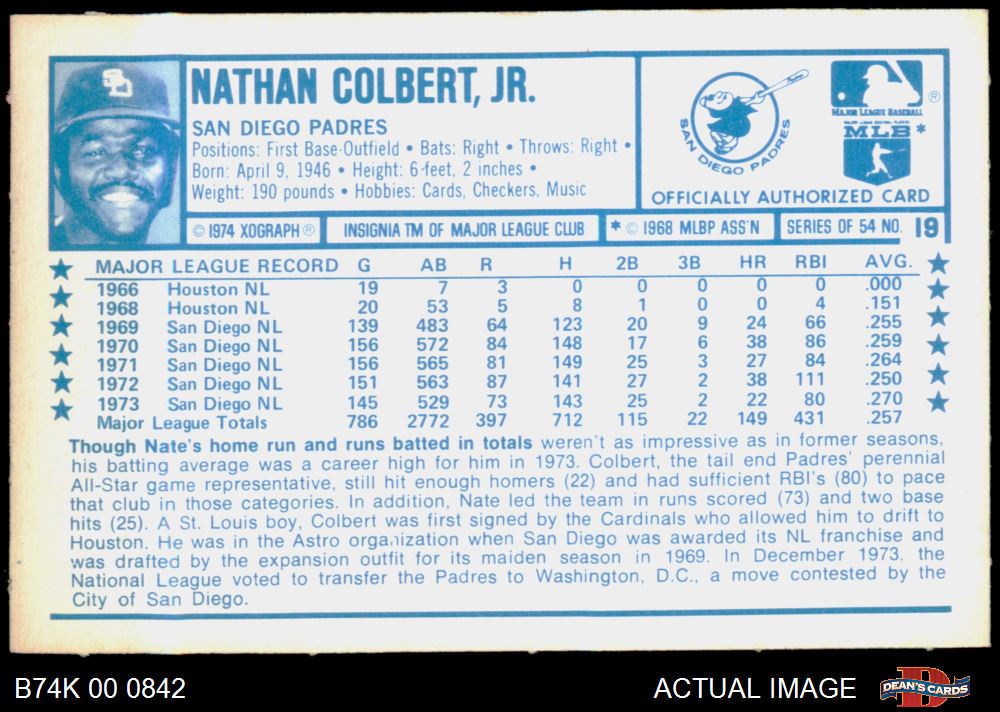 SD
NATHAN COLBERT, JR.
SAN DIEGO PADRES
Positions: First Base-Outfield • Bats: Right • Throws: Right •
Born: April 9, 1946 • Height: 6-feet, 2 inches •
Weight: 190 pounds • Hobbies: Cards, Checkers, Music
SAN DIEGO PADRES
MAJOR LEAGUE BASEBALL ®
MAJOR LEAGUE BASEBALL PLAYERS
MLB *
OFFICIALLY AUTHORIZED CARD
© 1974 XOGRAPH ® INSIGNIA TM OF MAJOR LEAGUE CLUB * © 1968 MLBP ASS'N SERIES OF 54 NO. 19
MAJOR LEAGUE RECORD G AB R H 2B 3B HR RBI AVG.
1966 Houston NL 19 7 3 0 0 0 0 0 .000
1968 Houston NL 20 53 5 8 1 0 0 4 .151
1969 San Diego NL 139 483 64 123 20 9 24 66 .255
1970 San Diego NL 156 572 84 148 17 6 38 86 .259
1971 San Diego NL 156 565 81 149 25 3 27 84 .264
1972 San Diego NL 151 563 87 141 27 2 38 111 .250
1973 San Diego NL 145 529 73 143 25 2 22 80 .270
Major League Totals 786 2772 397 712 115 22 149 431 .257
Though Nate's home run and runs batted in totals weren't as impressive as in former seasons,
his batting average was a career high for him in 1973. Colbert, the tail end Padres' perennial
All-Star game representative, still hit enough homers (22) and had sufficient RBI's (80) to pace
that club in those categories. In addition, Nate led the team in runs scored (73) and two base
hits (25). A St. Louis boy, Colbert was first signed by the Cardinals who allowed him to drift to
Houston. He was in the Astro organization when San Diego was awarded its NL franchise and
was drafted by the expansion outfit for its maiden season in 1969. In December 1973, the
National League voted to transfer the Padres to Washington, D.C., a move contested by the
City of San Diego.
B74K 00 0842
ACTUAL IMAGE
D
DEAN'S CARDS